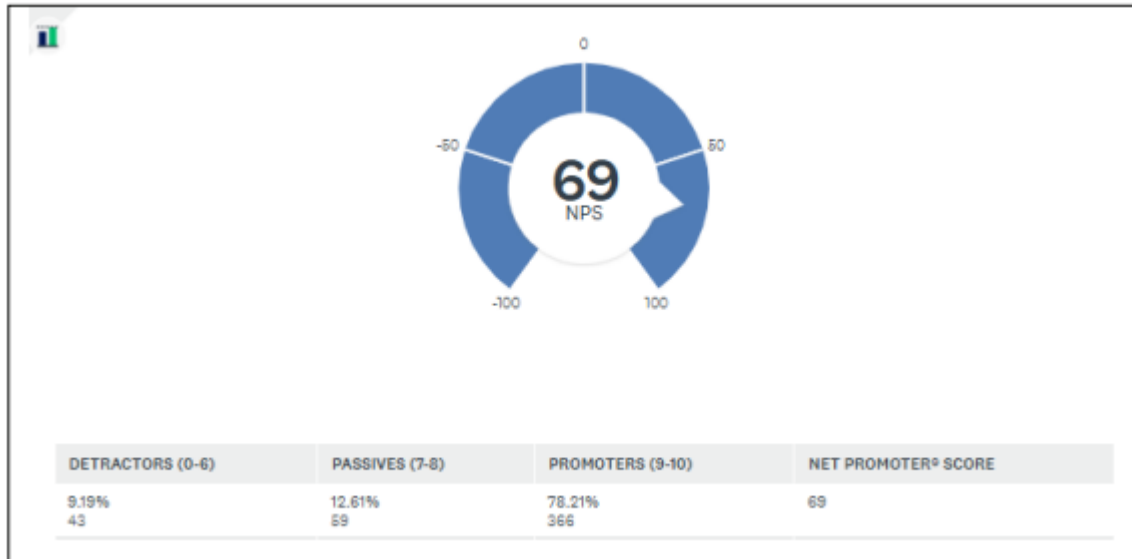 0
-50
50
69
NPS
-100
100
DETRACTORS (0-6) PASSIVES (7-8) PROMOTERS (9-10) NET PROMOTER® SCORE
9.19% 12.61% 78.21% 69
43 59 366